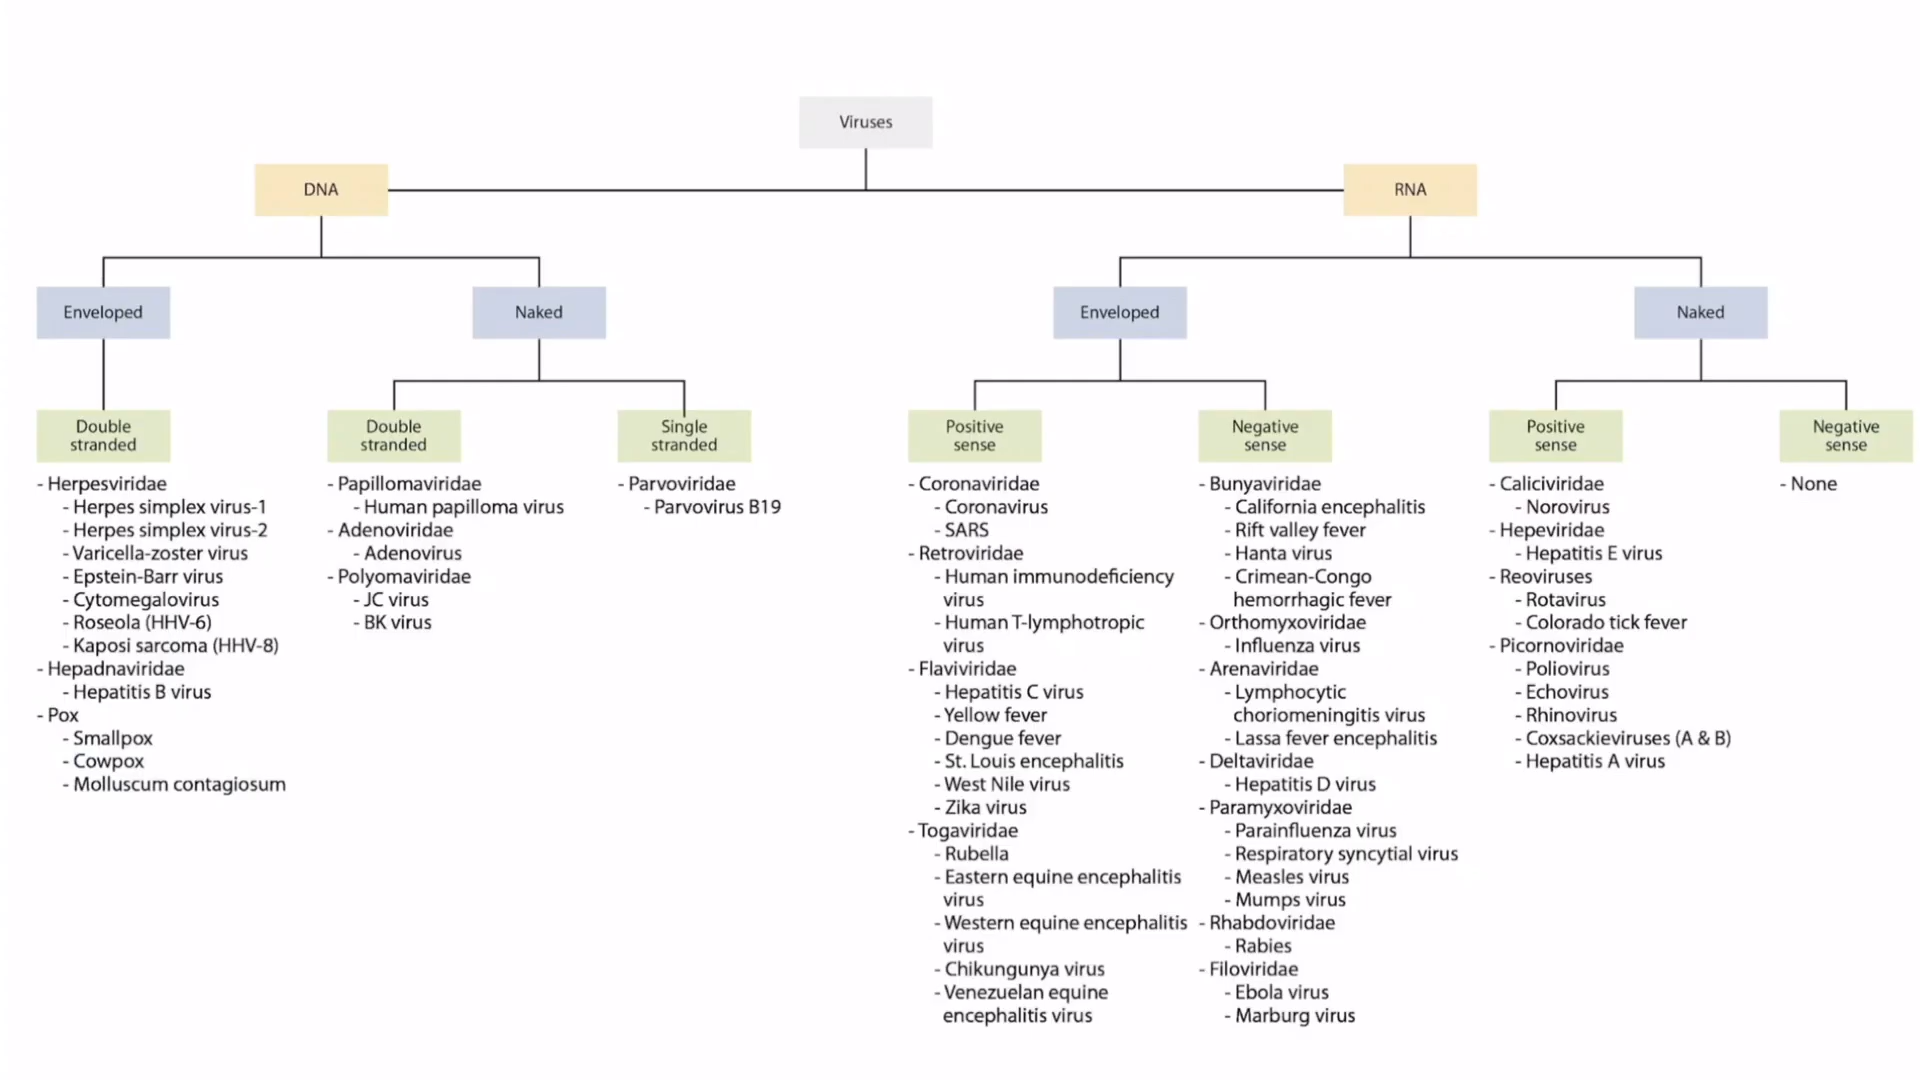 Viruses
DNA
RNA
Enveloped
Naked
Enveloped
Naked
Double
stranded
Double
stranded
Single
stranded
Positive
sense
Negative
sense
Positive
sense
Negative
sense
- Herpesviridae
- Herpes simplex virus-1
- Herpes simplex virus-2
- Varicella-zoster virus
- Epstein-Barr virus
- Cytomegalovirus
- Roseola (HHV-6)
- Kaposi sarcoma (HHV-8)
- Hepadnaviridae
- Hepatitis B virus
- Pox
- Smallpox
- Cowpox
- Molluscum contagiosum
- Papillomaviridae
- Human papilloma virus
- Adenoviridae
- Adenovirus
- Polyomaviridae
- JC virus
- BK virus
- Parvoviridae
- Parvovirus B19
- Coronaviridae
- Coronavirus
- SARS
- Retroviridae
- Human immunodeficiency
virus
- Human T-lymphotropic
virus
- Flaviviridae
- Hepatitis C virus
- Yellow fever
- Dengue fever
- St. Louis encephalitis
- West Nile virus
- Zika virus
- Togaviridae
- Rubella
- Eastern equine encephalitis
virus
- Western equine encephalitis
virus
- Chikungunya virus
- Venezuelan equine
encephalitis virus
- Bunyaviridae
- California encephalitis
- Rift valley fever
- Hanta virus
- Crimean-Congo
hemorrhagic fever
- Orthomyxoviridae
- Influenza virus
- Arenaviridae
- Lymphocytic
choriomeningitis virus
- Lassa fever encephalitis
- Deltaviridae
- Hepatitis D virus
- Paramyxoviridae
- Parainfluenza virus
- Respiratory syncytial virus
- Measles virus
- Mumps virus
- Rhabdoviridae
- Rabies
- Filoviridae
- Ebola virus
- Marburg virus
- Caliciviridae
- Norovirus
- Hepeviridae
- Hepatitis E virus
- Reoviruses
- Rotavirus
- Colorado tick fever
- Picornoviridae
- Poliovirus
- Echovirus
- Rhinovirus
- Coxsackieviruses (A & B)
- Hepatitis A virus
- None